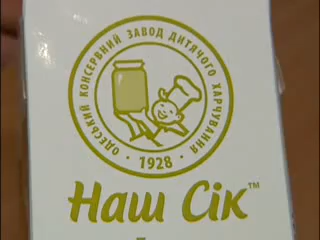 ОДЕСЬКИЙ КОНСЕРВНИЙ ЗАВОД ДИТЯЧОГО ХАРЧУВАННЯ
· 1928 ·
Наш Сік™